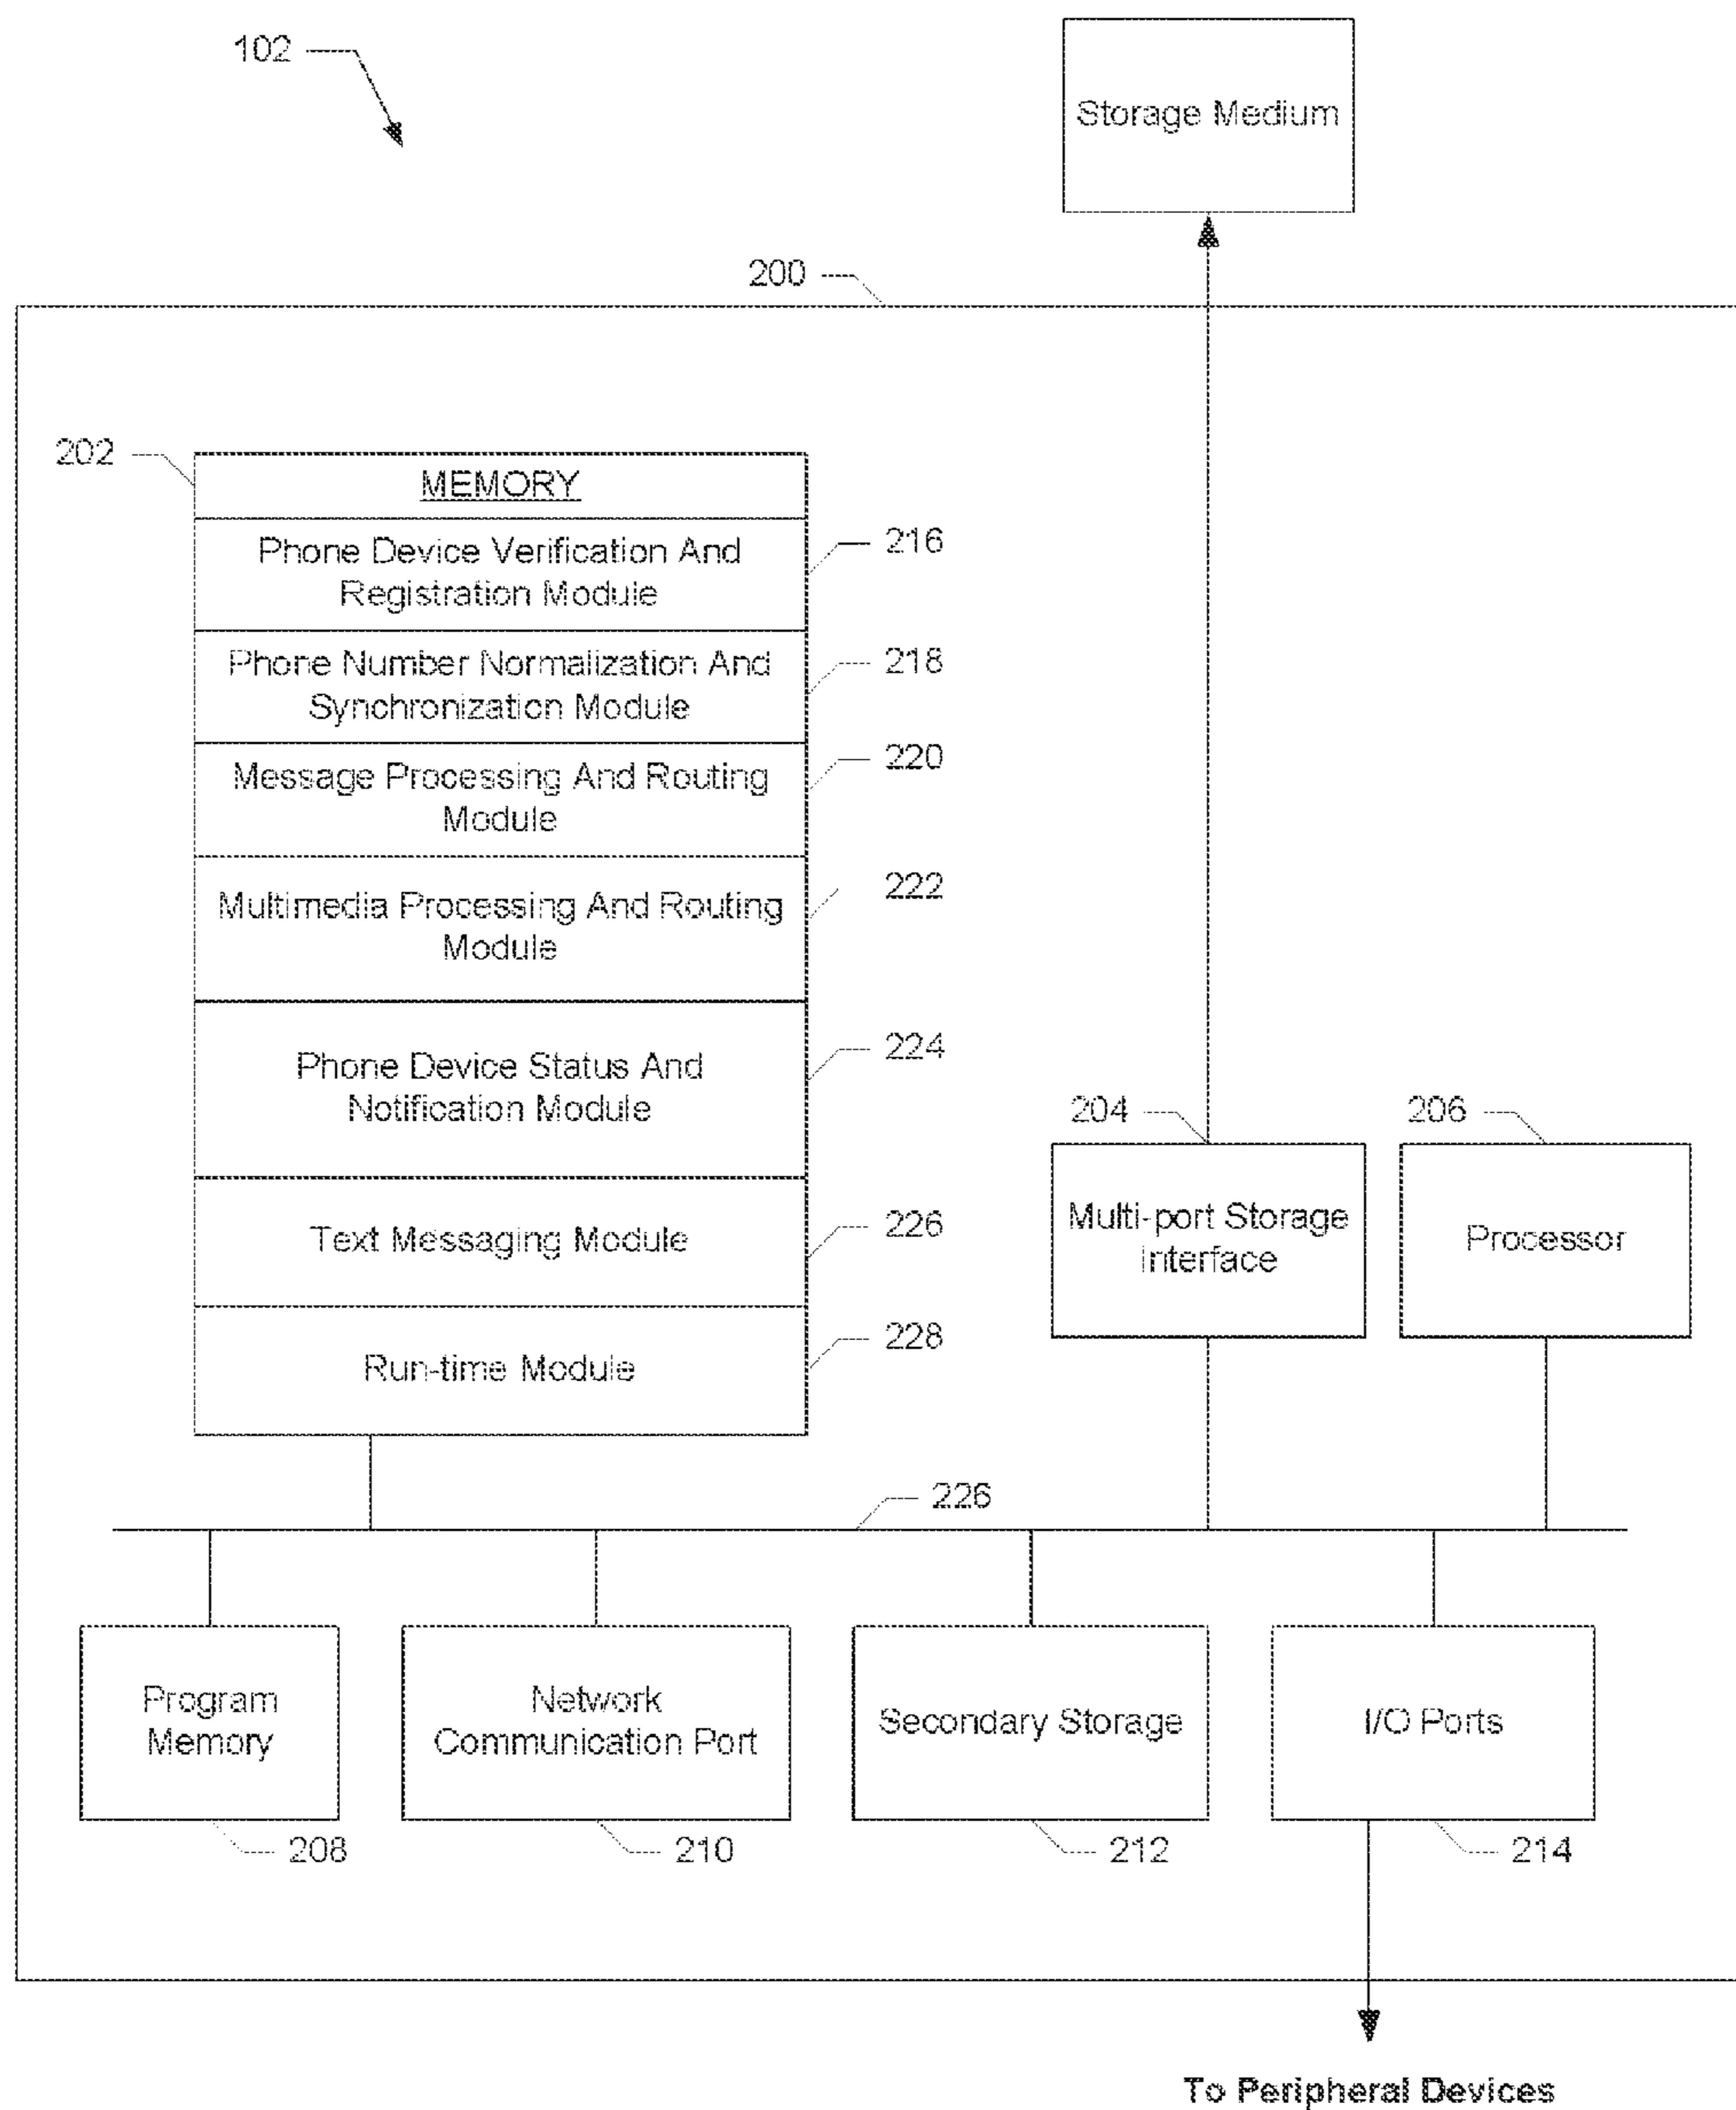 102
Storage Medium
200
202
MEMORY
Phone Device Verification And
Registration Module
216
Phone Number Normalization And
Synchronization Module
218
Message Processing And Routing
Module
220
Multimedia Processing And Routing
Module
222
Phone Device Status And
Notification Module
224
Text Messaging Module
226
Run-time Module
228
204
Multi-port Storage
interface
206
Processor
226
Program
Memory
Network
Communication Port
Secondary Storage
I/O Ports
208
210
212
214
To Peripheral Devices